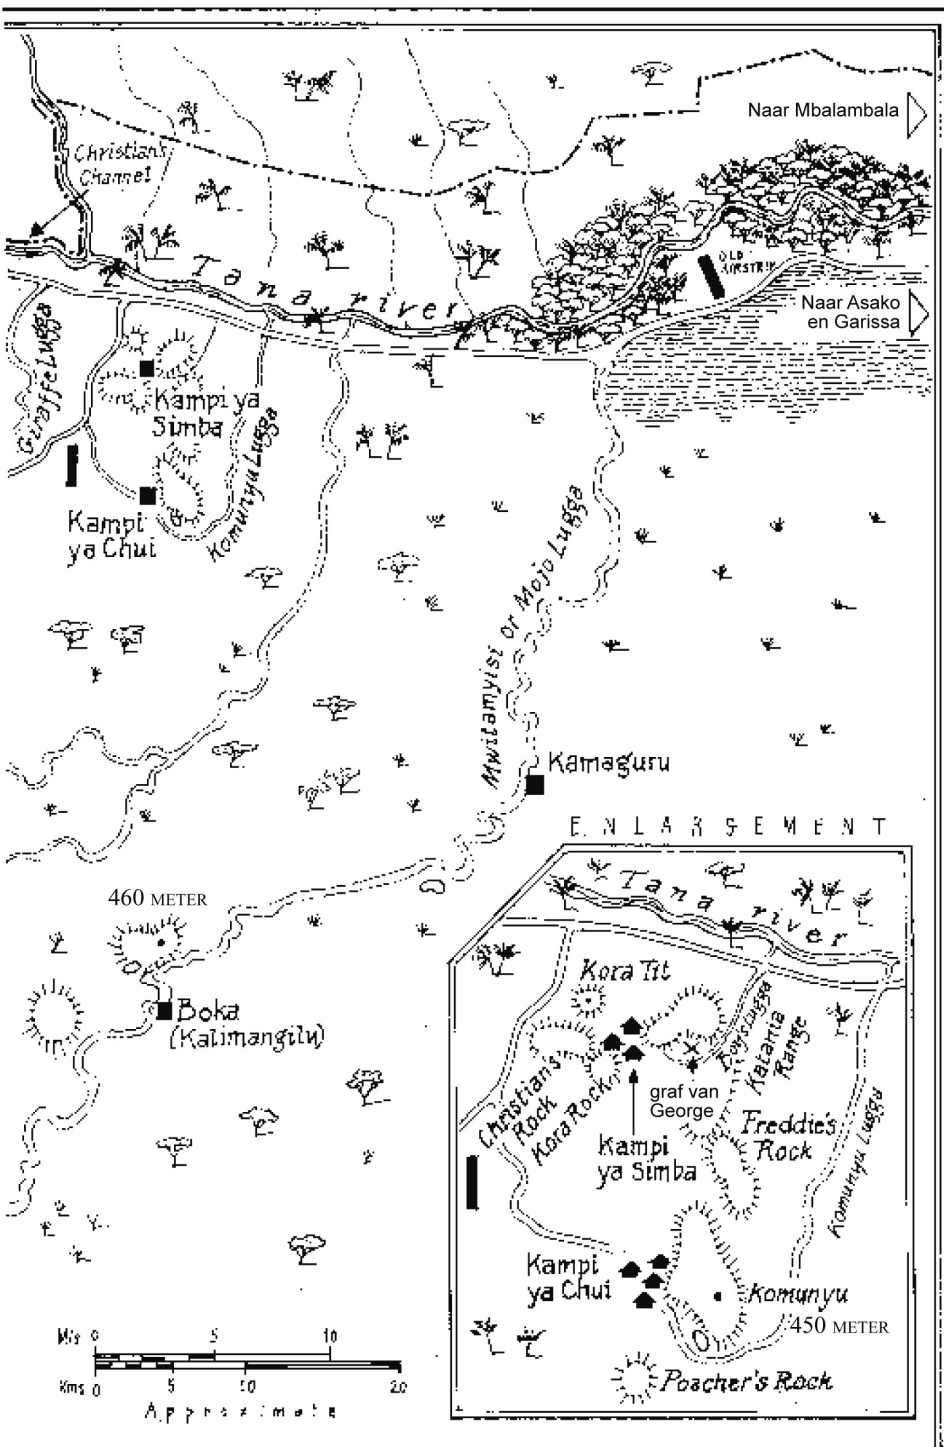 Naar Mbalambala
Christian's
Channel
Tana river
OLD
AIRSTRIP
Naar Asako
en Garissa
Giraffe Lugga
Kampi ya
Simba
Komunyu Lugga
Kampi
ya Chui
Mwitamyisi or Mojo Lugga
Kamaguru
460 METER
Boka
(Kalimangilu)
Mls 0 5 10
Kms 0 5 10 20
Approximate
ENLARGEMENT
Tana river
Kora Tit
Christian's
Rock
Kora Rock
graf van
George
Kampi
ya Simba
Katania
Range
Freddie's
Rock
Komunyu Lugga
Kampi
ya Chui
Komunyu
450 METER
Poacher's Rock